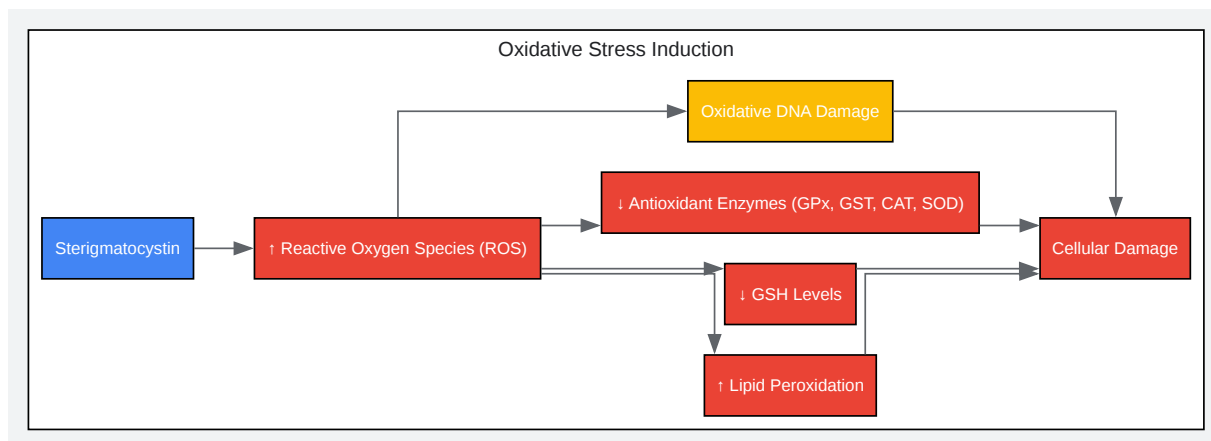 Oxidative Stress Induction
Oxidative DNA Damage
↓ Antioxidant Enzymes (GPx, GST, CAT, SOD)
Sterigmatocystin
↑ Reactive Oxygen Species (ROS)
Cellular Damage
↓ GSH Levels
↑ Lipid Peroxidation